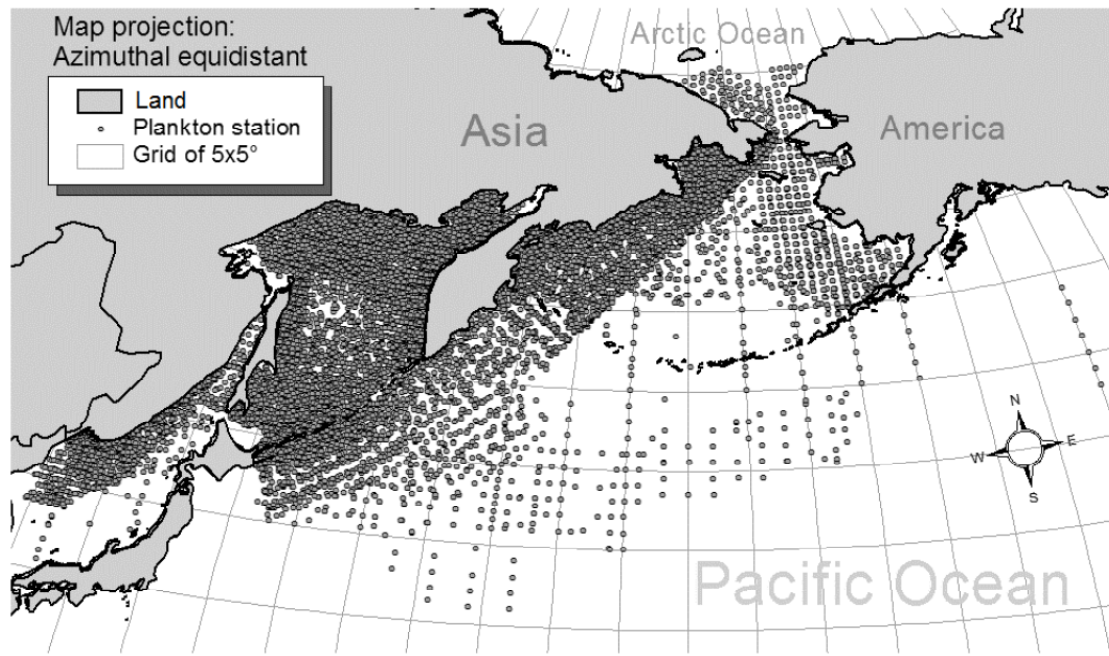 Map projection:
Azimuthal equidistant
Land
Plankton station
Grid of 5x5°
Arctic Ocean
Asia
America
N
W
E
S
Pacific Ocean